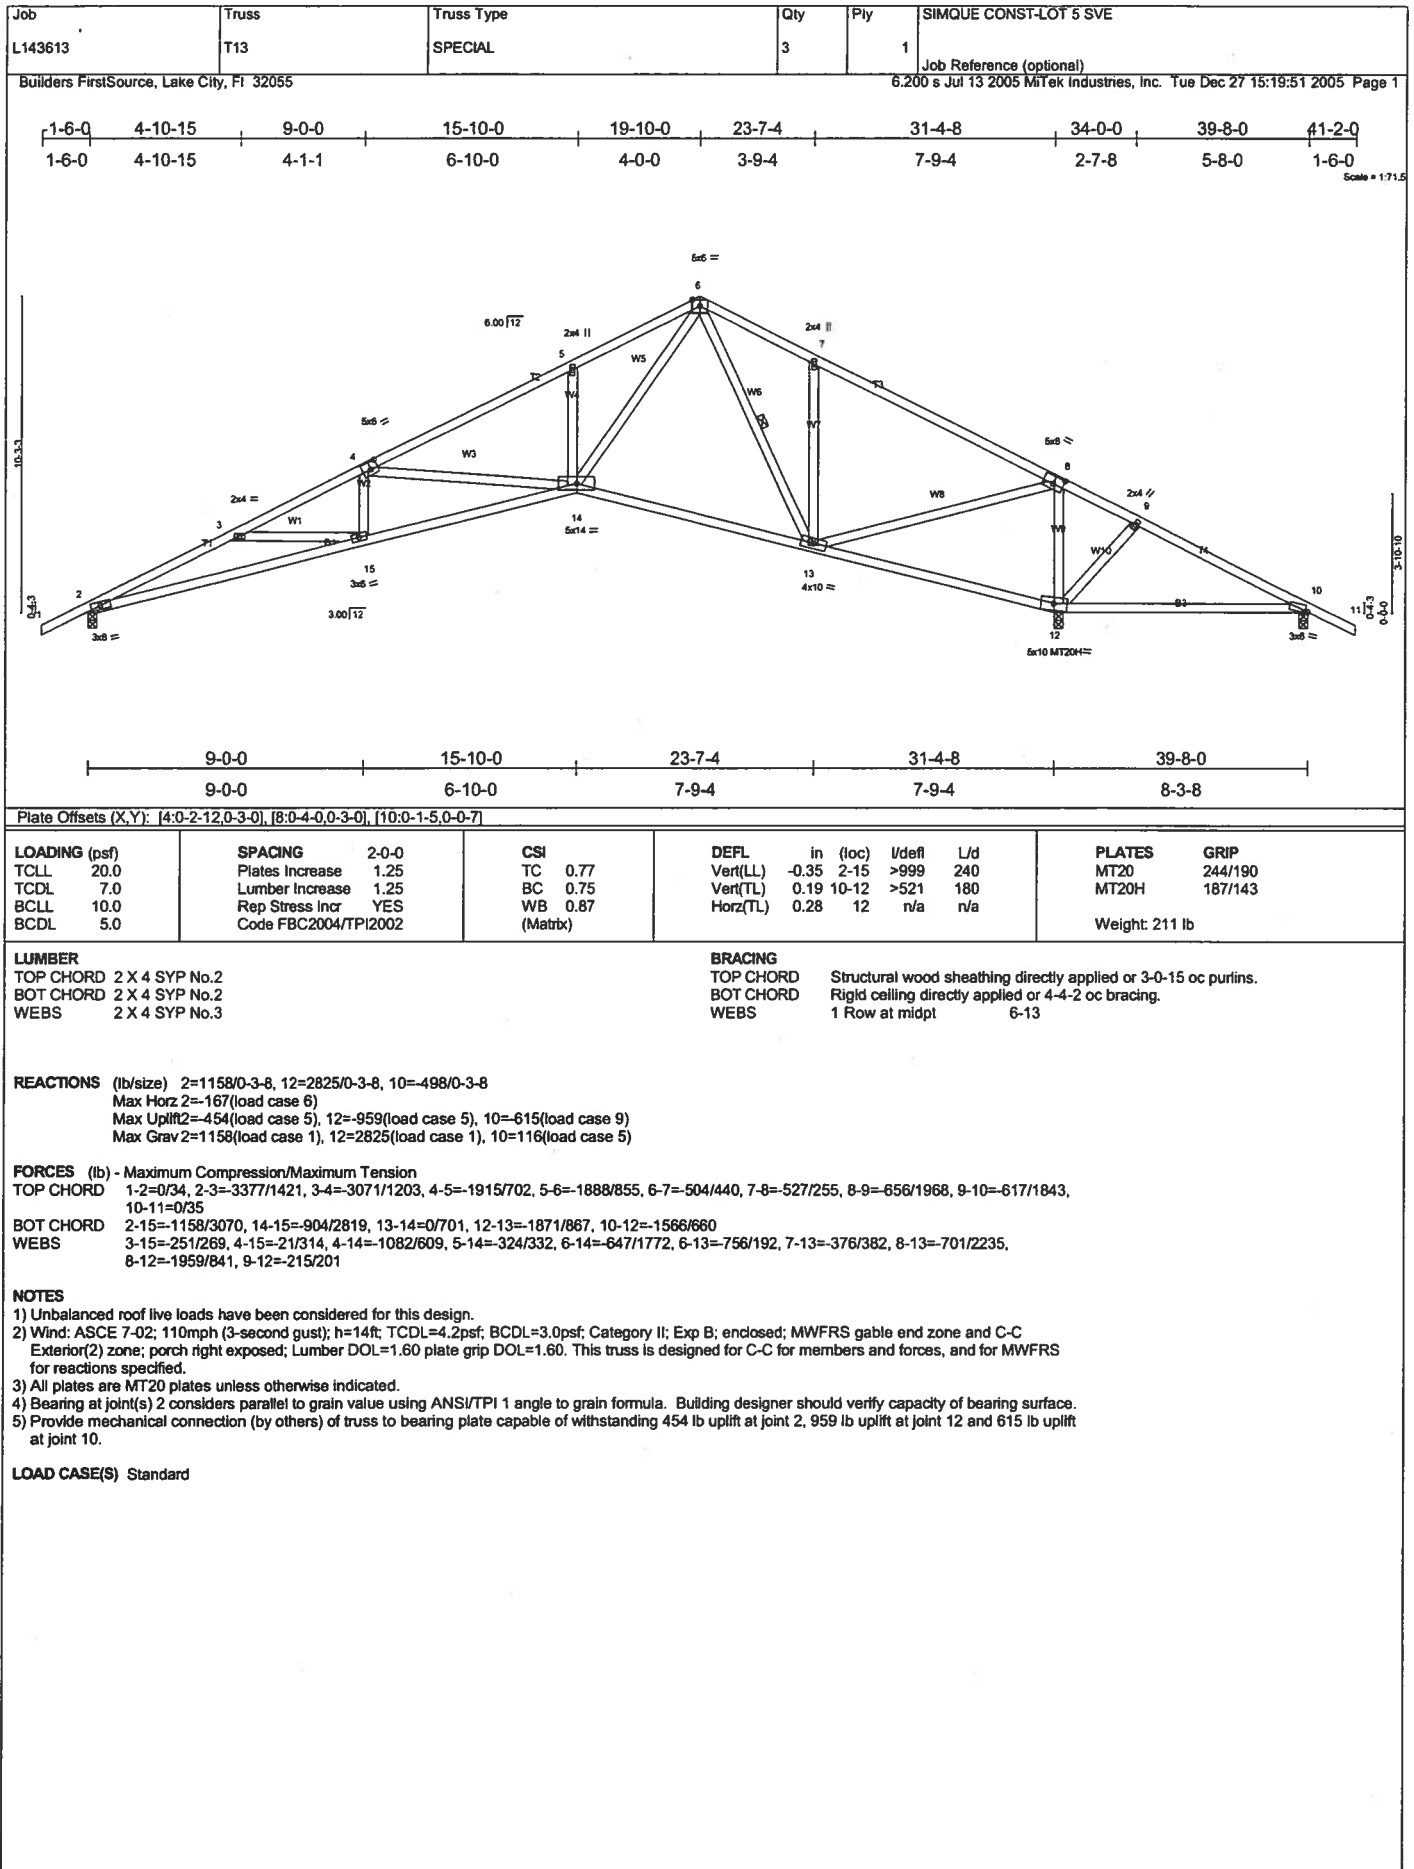 Job Truss Truss Type Qty Ply SIMQUE CONST-LOT 5 SVE
L143613 T13 SPECIAL 3 1
Job Reference (optional)
Builders FirstSource, Lake City, Fl 32055 6.200 s Jul 13 2005 MiTek Industries, Inc. Tue Dec 27 15:19:51 2005 Page 1
1-6-0 4-10-15 9-0-0 15-10-0 19-10-0 23-7-4 31-4-8 34-0-0 39-8-0 41-2-0
1-6-0 4-10-15 4-1-1 6-10-0 4-0-0 3-9-4 7-9-4 2-7-8 5-8-0 1-6-0
Scale = 1:71.5
5x6 =
6
6.00 12
2x4 ||
5
2x4 ||
7
W5
T2
W4
W6
T3
W7
10-3-3
5x6 =
4
W3
5x8 =
8
W2
2x4 =
3
W1
W8
2x4 //
9
14
5x14 =
T1
B1
W9
W10
T4
3-10-10
15
3x6 =
13
4x10 =
2
10
0-4-3
1
3.00 12
B3
11
0-4-3
0-0-0
3x8 =
12
3x6 =
5x10 MT20H=
9-0-0 15-10-0 23-7-4 31-4-8 39-8-0
9-0-0 6-10-0 7-9-4 7-9-4 8-3-8
Plate Offsets (X,Y): [4:0-2-12,0-3-0], [8:0-4-0,0-3-0], [10:0-1-5,0-0-7]
LOADING (psf) SPACING 2-0-0 CSI DEFL in (loc) l/defl L/d PLATES GRIP
TCLL 20.0 Plates Increase 1.25 TC 0.77 Vert(LL) -0.35 2-15 >999 240 MT20 244/190
TCDL 7.0 Lumber Increase 1.25 BC 0.75 Vert(TL) 0.19 10-12 >521 180 MT20H 187/143
BCLL 10.0 Rep Stress Incr YES WB 0.87 Horz(TL) 0.28 12 n/a n/a
BCDL 5.0 Code FBC2004/TPI2002 (Matrix) Weight: 211 lb
LUMBER BRACING
TOP CHORD 2 X 4 SYP No.2 TOP CHORD Structural wood sheathing directly applied or 3-0-15 oc purlins.
BOT CHORD 2 X 4 SYP No.2 BOT CHORD Rigid ceiling directly applied or 4-4-2 oc bracing.
WEBS 2 X 4 SYP No.3 WEBS 1 Row at midpt 6-13
REACTIONS (lb/size) 2=1158/0-3-8, 12=2825/0-3-8, 10=-498/0-3-8
Max Horz 2=-167(load case 6)
Max Uplift2=-454(load case 5), 12=-959(load case 5), 10=-615(load case 9)
Max Grav 2=1158(load case 1), 12=2825(load case 1), 10=116(load case 5)
FORCES (lb) - Maximum Compression/Maximum Tension
TOP CHORD 1-2=0/34, 2-3=-3377/1421, 3-4=-3071/1203, 4-5=-1915/702, 5-6=-1888/855, 6-7=-504/440, 7-8=-527/255, 8-9=-656/1968, 9-10=-617/1843,
10-11=0/35
BOT CHORD 2-15=-1158/3070, 14-15=-904/2819, 13-14=0/701, 12-13=-1871/867, 10-12=-1566/660
WEBS 3-15=-251/269, 4-15=-21/314, 4-14=-1082/609, 5-14=-324/332, 6-14=-647/1772, 6-13=-756/192, 7-13=-376/382, 8-13=-701/2235,
8-12=-1959/841, 9-12=-215/201
NOTES
1) Unbalanced roof live loads have been considered for this design.
2) Wind: ASCE 7-02; 110mph (3-second gust); h=14ft; TCDL=4.2psf; BCDL=3.0psf; Category II; Exp B; enclosed; MWFRS gable end zone and C-C
Exterior(2) zone; porch right exposed; Lumber DOL=1.60 plate grip DOL=1.60. This truss is designed for C-C for members and forces, and for MWFRS
for reactions specified.
3) All plates are MT20 plates unless otherwise indicated.
4) Bearing at joint(s) 2 considers parallel to grain value using ANSI/TPI 1 angle to grain formula. Building designer should verify capacity of bearing surface.
5) Provide mechanical connection (by others) of truss to bearing plate capable of withstanding 454 lb uplift at joint 2, 959 lb uplift at joint 12 and 615 lb uplift
at joint 10.
LOAD CASE(S) Standard